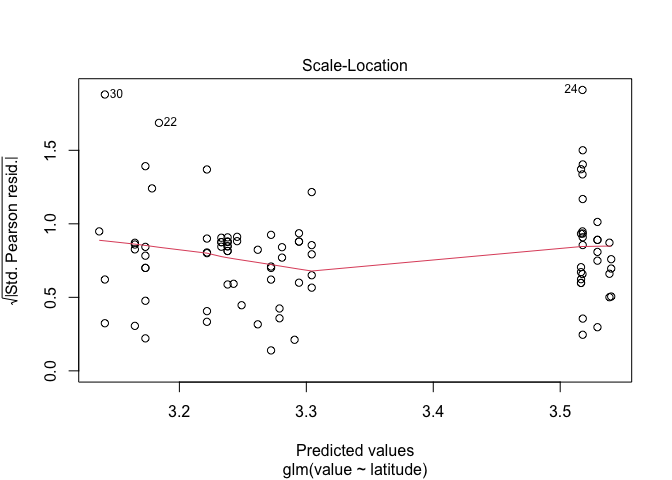 Scale-Location
30
22
24
√|Std. Pearson resid.|
1.5
1.0
0.5
0.0
3.2 3.3 3.4 3.5
Predicted values
glm(value ~ latitude)